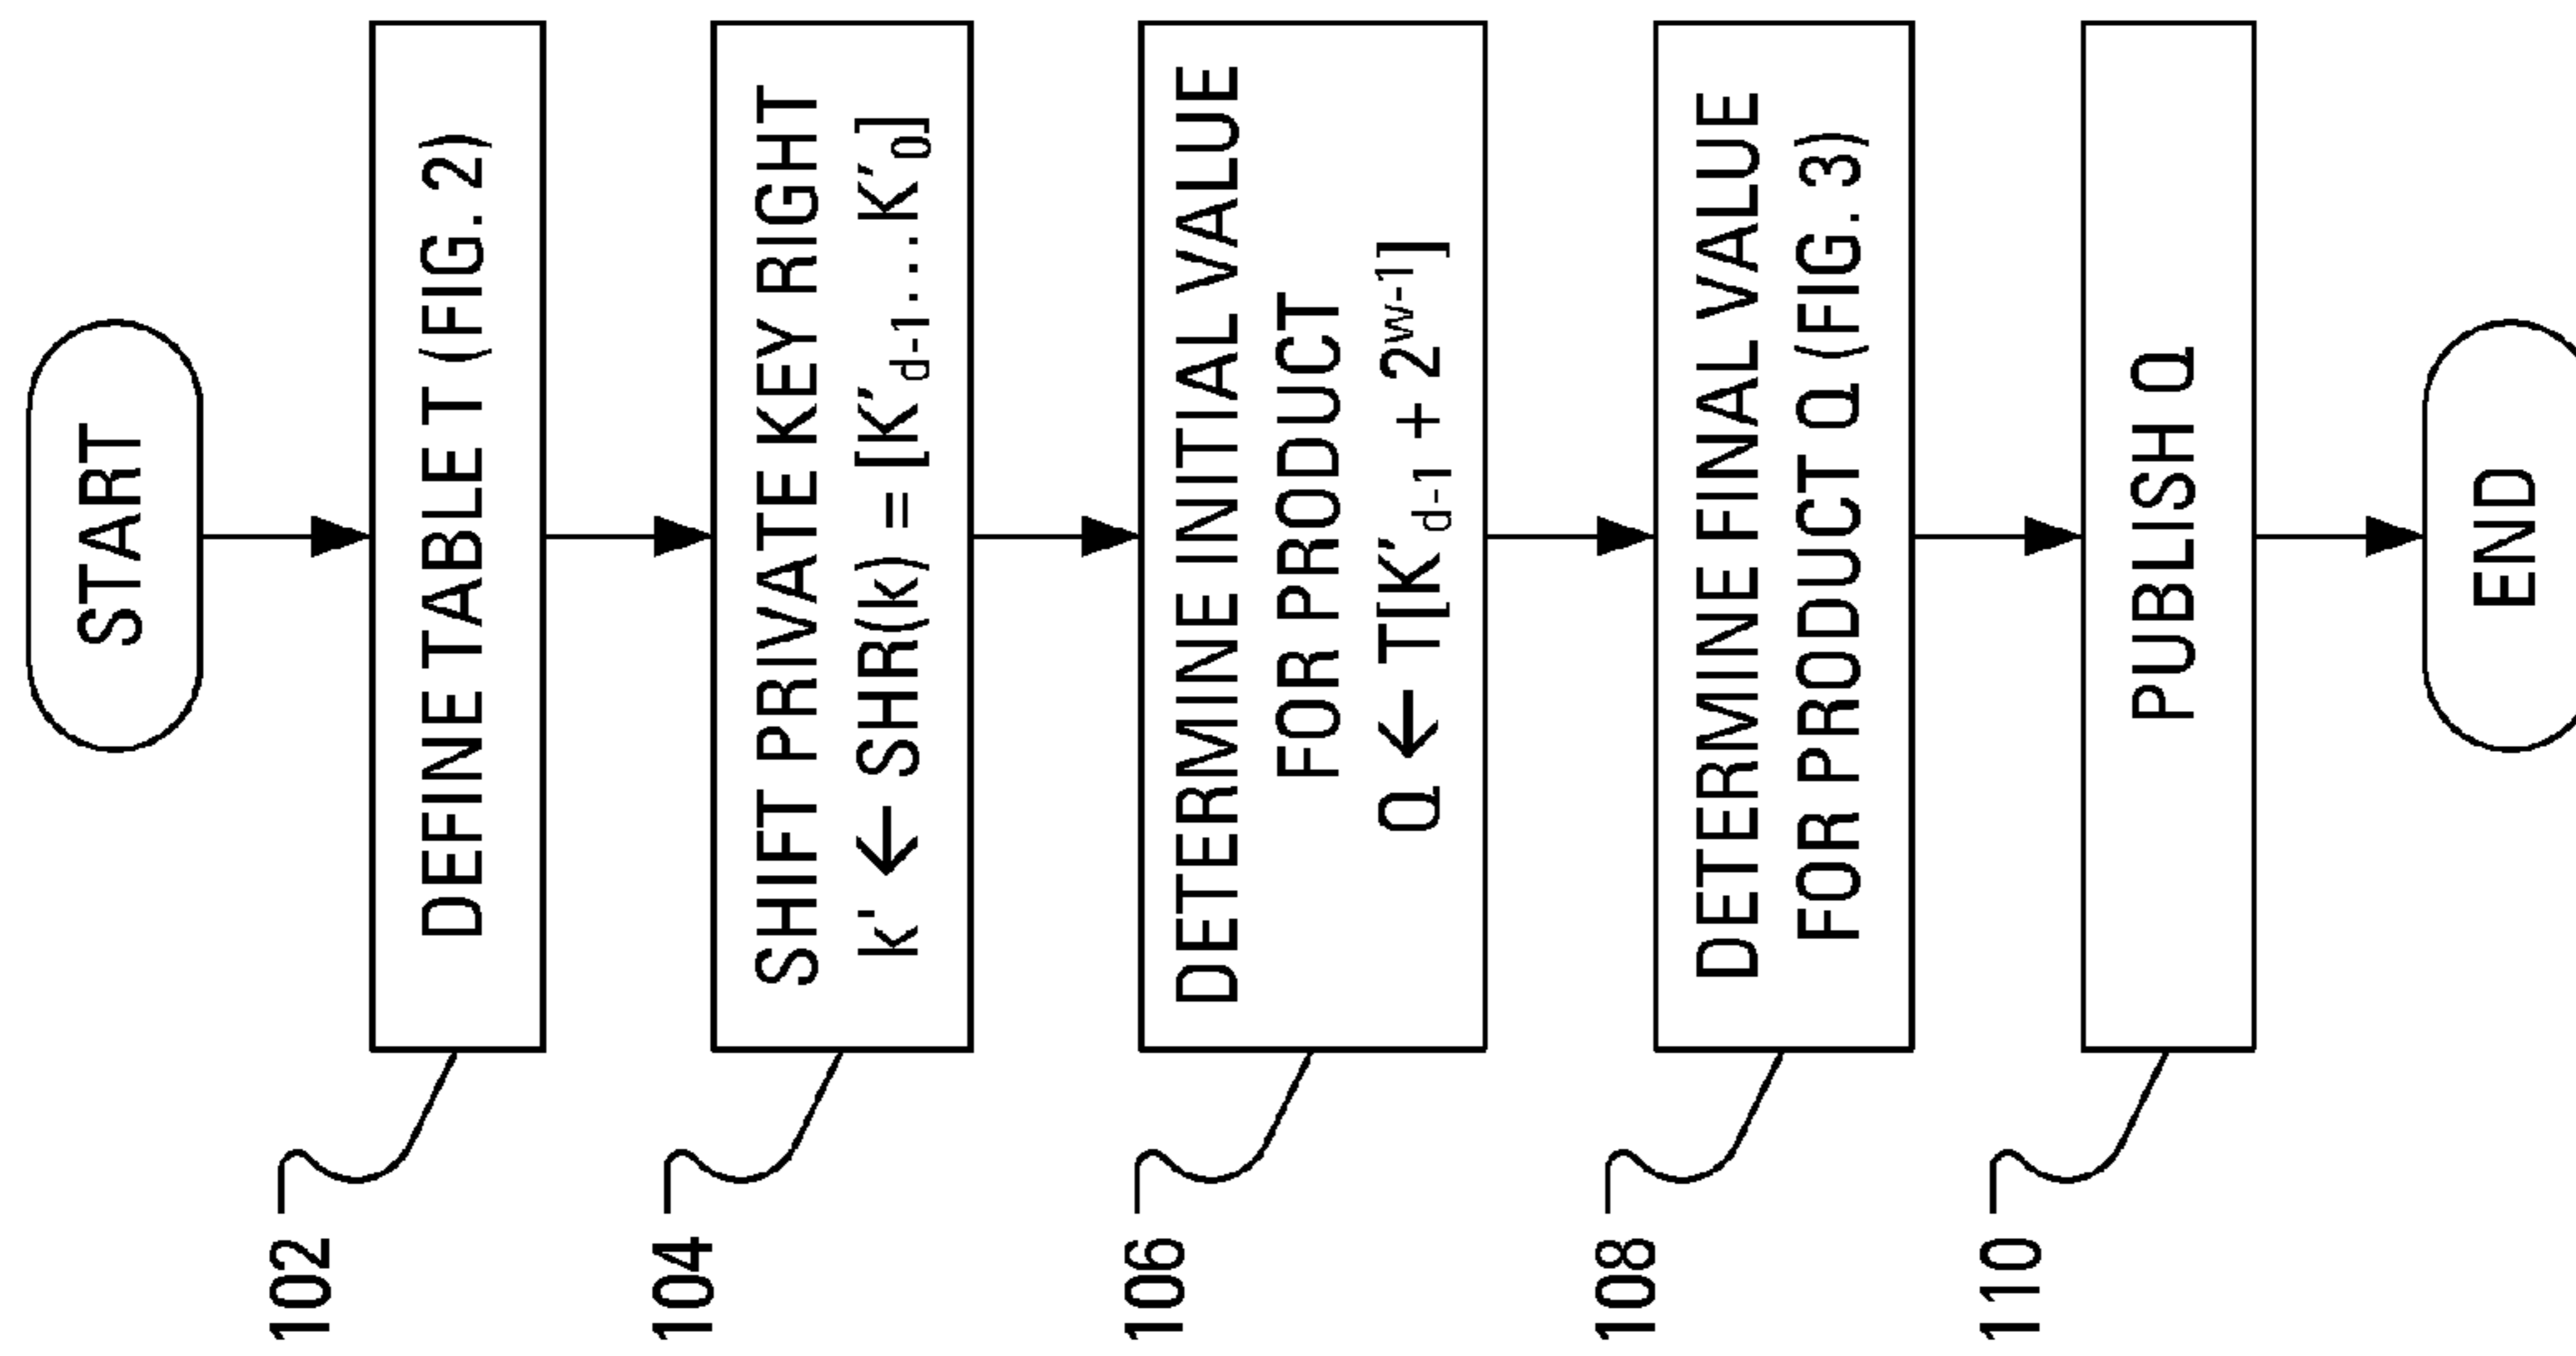 START
102
DEFINE TABLE T (FIG. 2)
104
SHIFT PRIVATE KEY RIGHT
k' ← SHR(k) = [K′d-1. . .K′0]
106
DETERMINE INITIAL VALUE
FOR PRODUCT
Q ← T[K′d-1 + 2w-1]
108
DETERMINE FINAL VALUE
FOR PRODUCT Q (FIG. 3)
110
PUBLISH Q
END